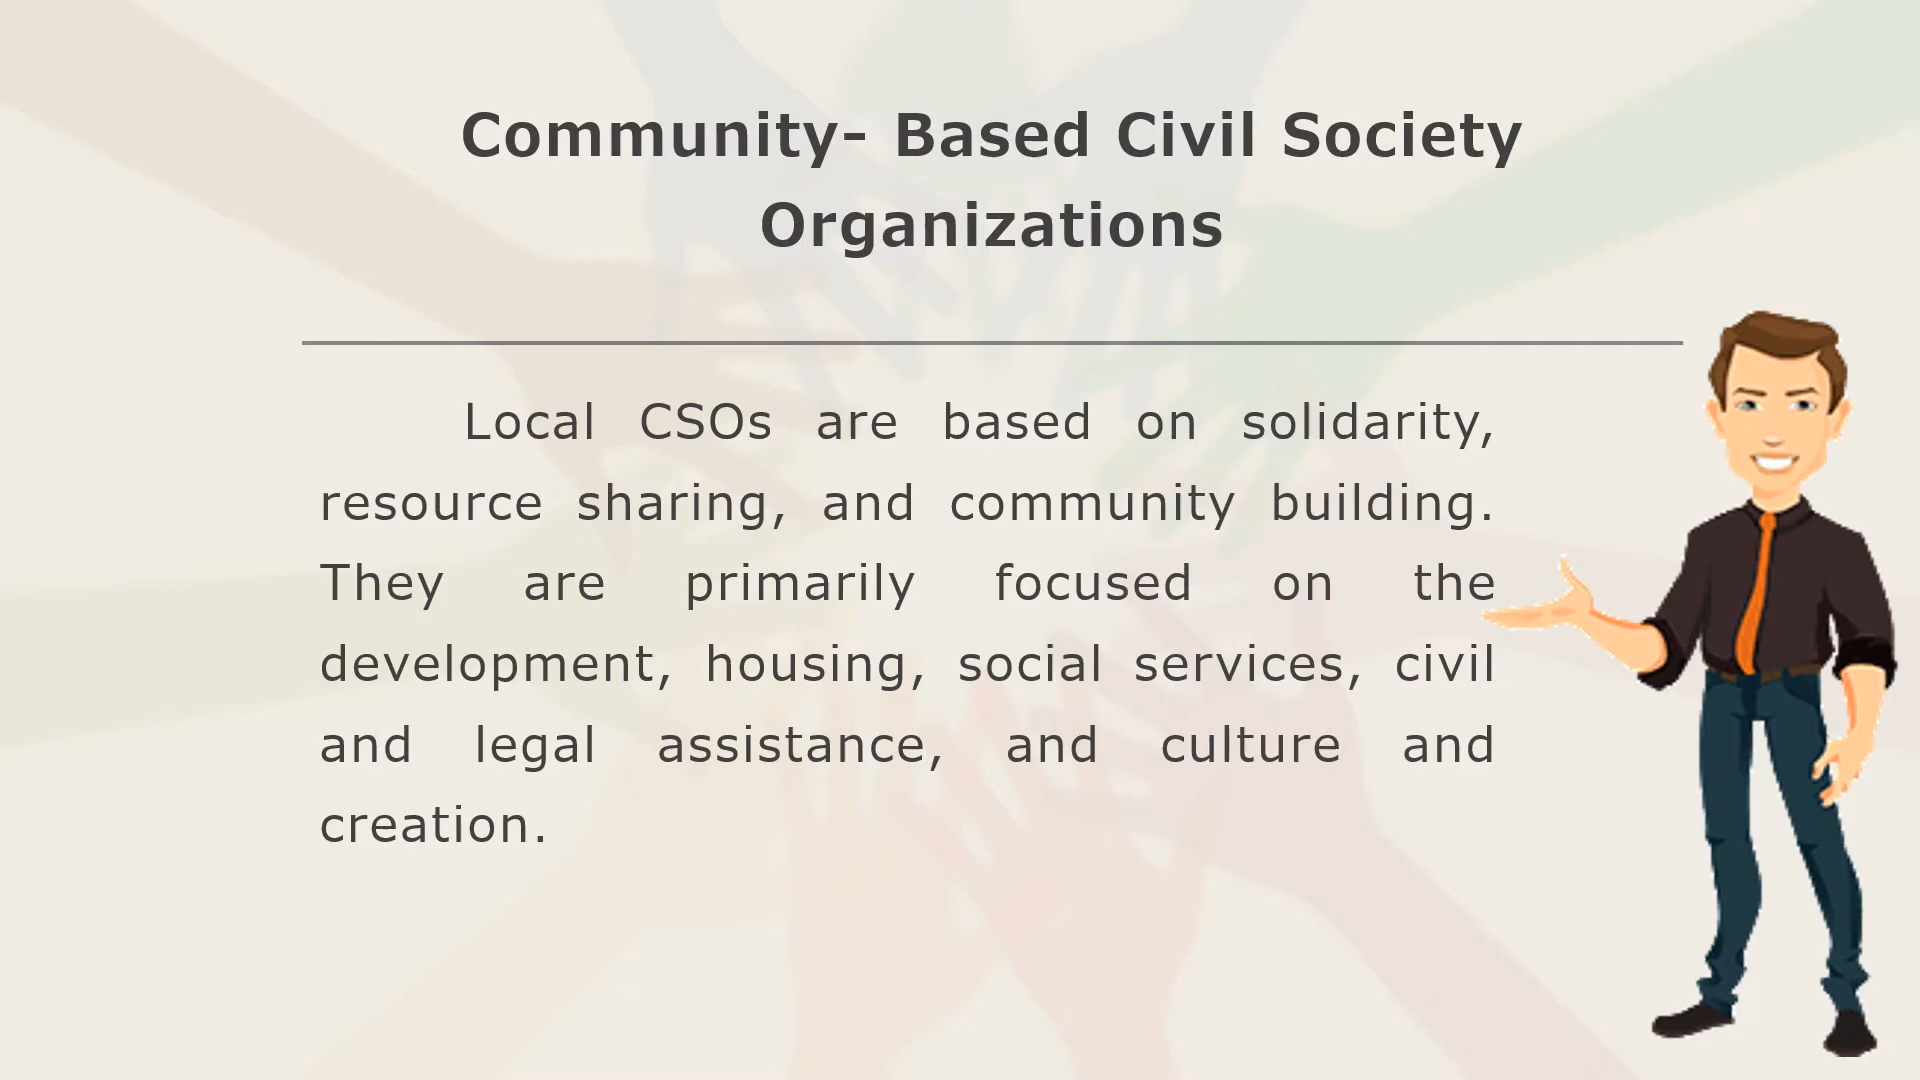 Community- Based Civil Society
Organizations
Local CSOs are based on solidarity,
resource sharing, and community building.
They are primarily focused on the
development, housing, social services, civil
and legal assistance, and culture and
creation.